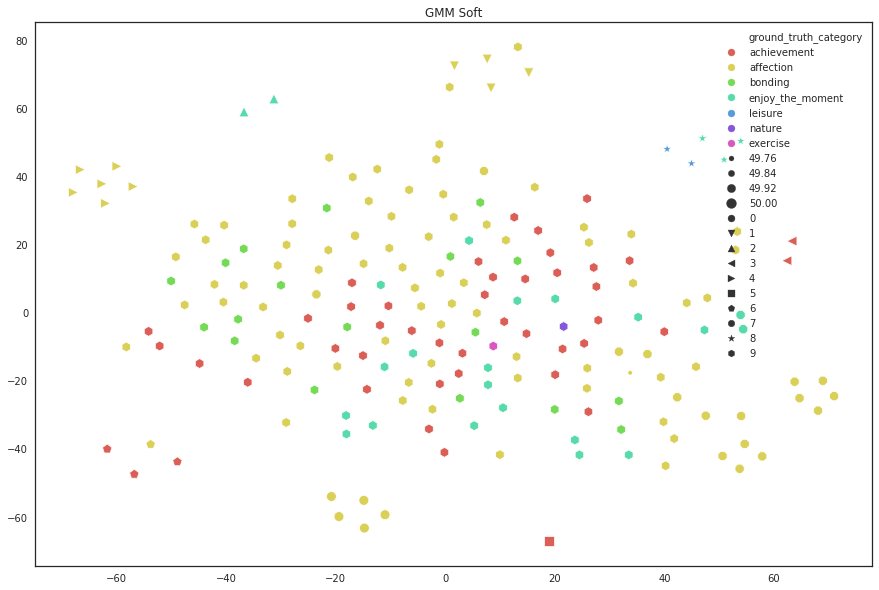 GMM Soft
ground_truth_category
achievement
affection
bonding
enjoy_the_moment
leisure
nature
exercise
49.76
49.84
49.92
50.00
0
1
2
3
4
5
6
7
8
9
80
60
40
20
0
−20
−40
−60
−60 −40 −20 0 20 40 60